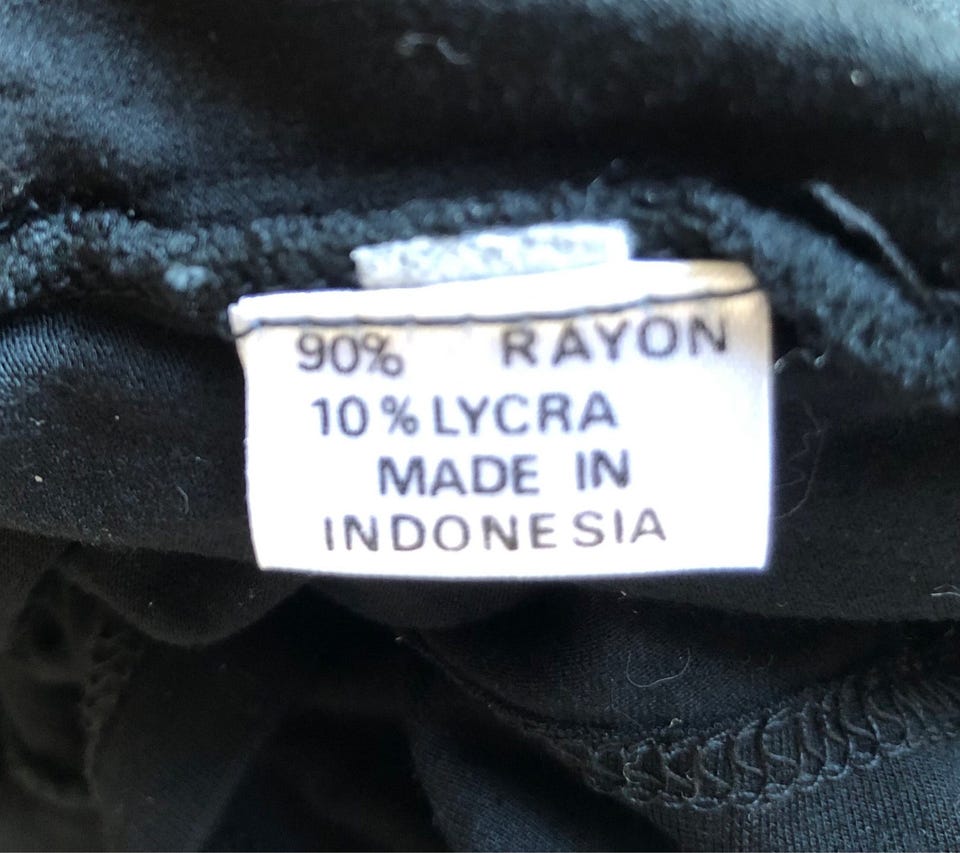 90% RAYON
10% LYCRA
MADE IN
INDONESIA